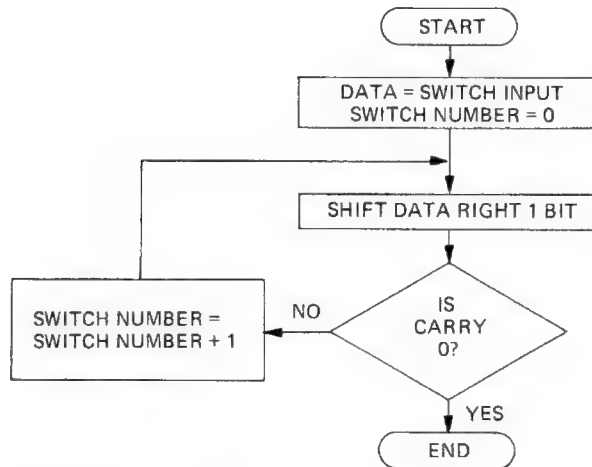 START
DATA = SWITCH INPUT
SWITCH NUMBER = 0
SHIFT DATA RIGHT 1 BIT
IS
CARRY
0?
NO
SWITCH NUMBER =
SWITCH NUMBER + 1
YES
END